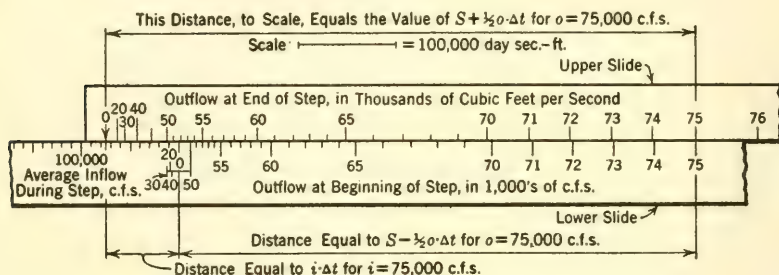 This Distance, to Scale, Equals the Value of S+½o·Δt for o=75,000 c.f.s.
Scale = 100,000 day sec.-ft.
Upper Slide
Outflow at End of Step, in Thousands of Cubic Feet per Second
0 20 30 40 50 55 60 65 70 71 72 73 74 75 76
100,000 20 0 55 60 65 70 71 72 73 74 75
Average Inflow
During Step, c.f.s. 30 40 50 Outflow at Beginning of Step, in 1,000's of c.f.s.
Lower Slide
Distance Equal to S−½o·Δt for o=75,000 c.f.s.
Distance Equal to i·Δt for i=75,000 c.f.s.